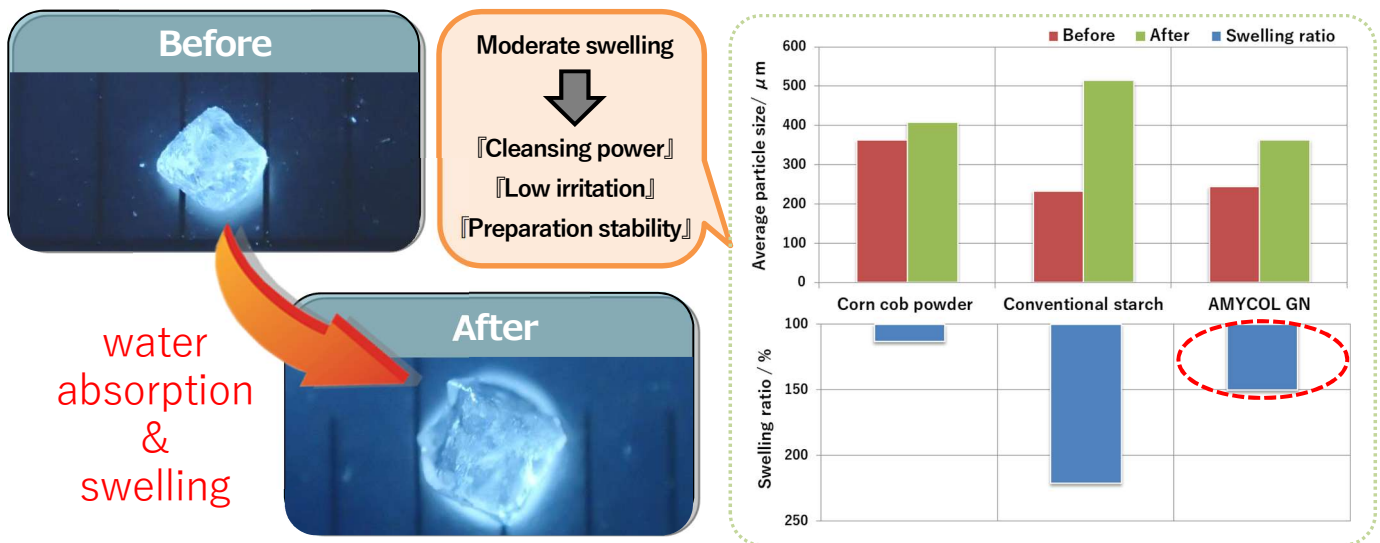 Before
Moderate swelling
『Cleansing power』
『Low irritation』
『Preparation stability』
water
absorption
&
swelling
After
Before After Swelling ratio
Average particle size/ μm
600
500
400
300
200
100
0
Corn cob powder Conventional starch AMYCOL GN
Swelling ratio / %
100
150
200
250